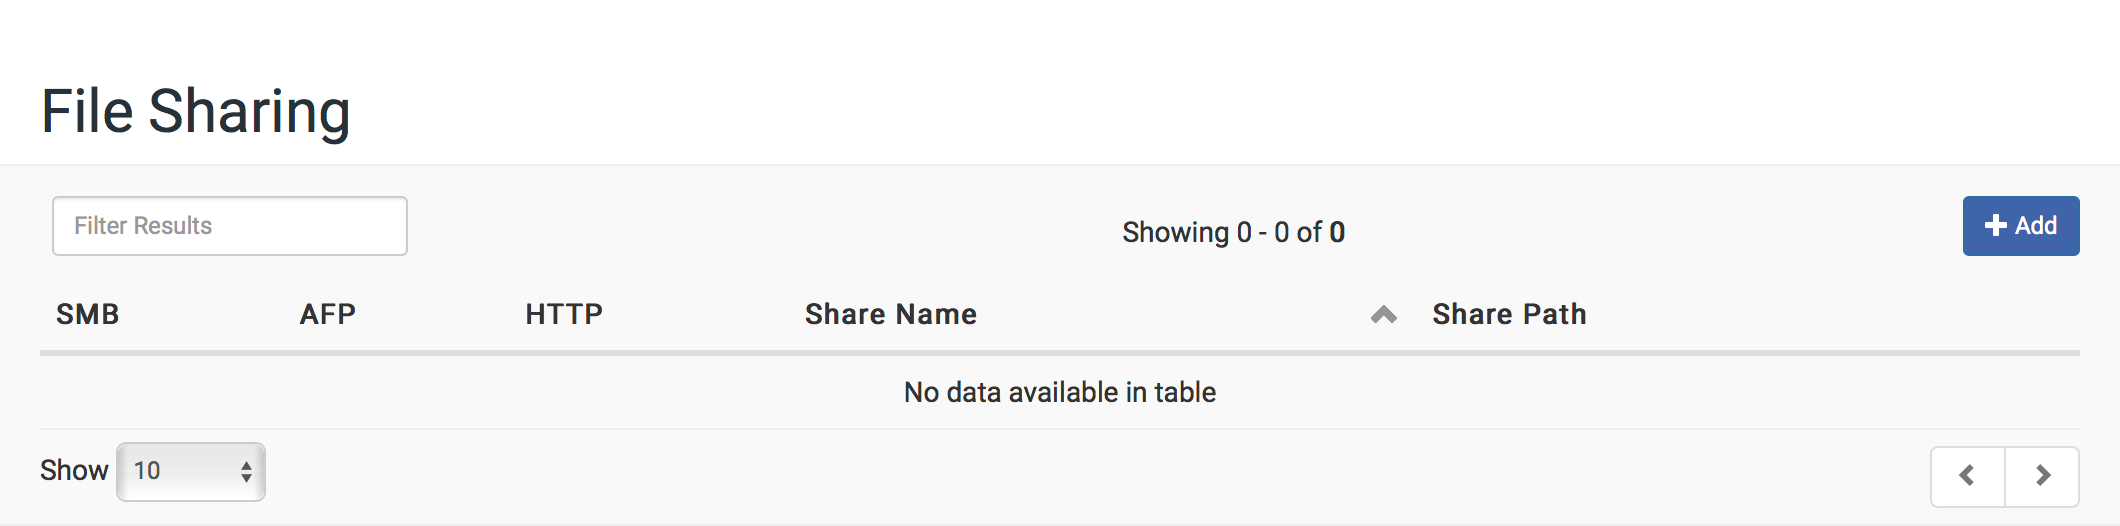 File Sharing
Filter Results
Showing 0 - 0 of 0
Add
SMB AFP HTTP Share Name Share Path
No data available in table
Show 10